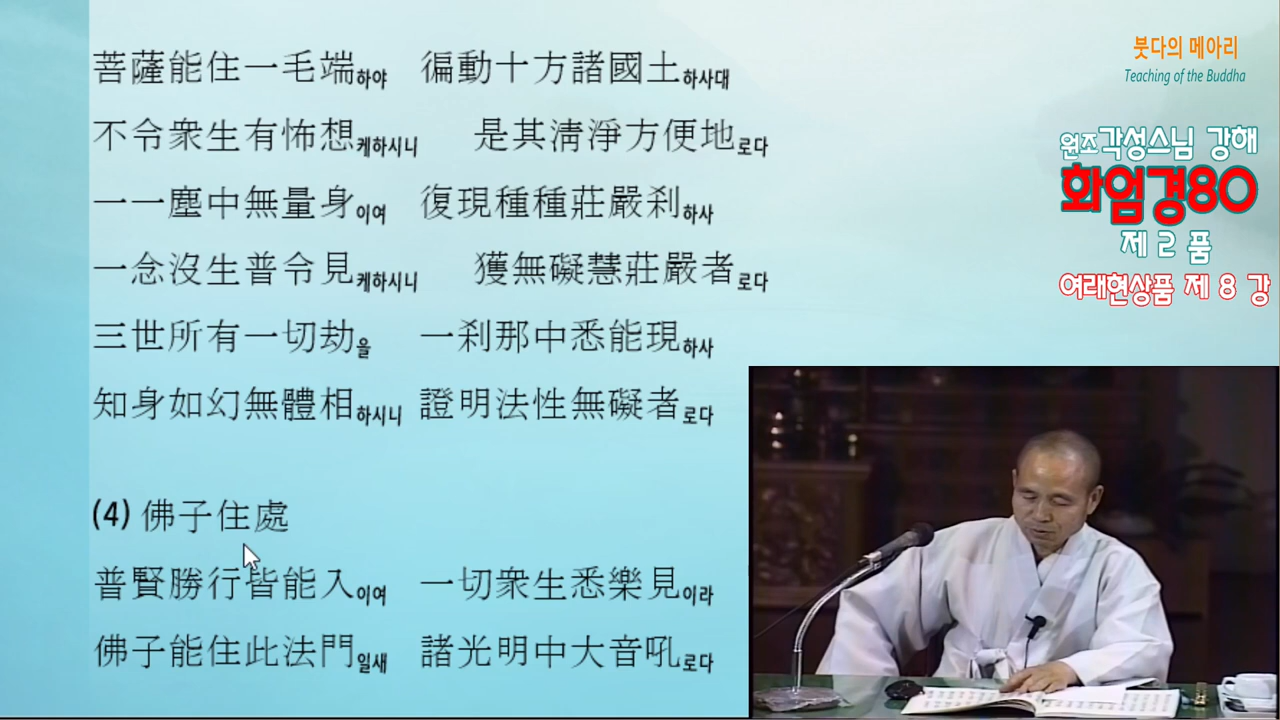 菩薩能住一毛端하야 徧動十方諸國土하사대
不令衆生有怖想케하시니 是其淸淨方便地로다
一一塵中無量身이여 復現種種莊嚴刹하사
一念沒生普令見케하시니 獲無礙慧莊嚴者로다
三世所有一切劫을 一刹那中悉能現하사
知身如幻無體相하시니 證明法性無礙者로다
(4) 佛子住處
普賢勝行皆能入이여 一切衆生悉樂見이라
佛子能住此法門일새 諸光明中大音吼로다
붓다의 메아리
Teaching of the Buddha
원조각성스님 강해
화엄경80
제 2 품
여래현상품 제 8 강